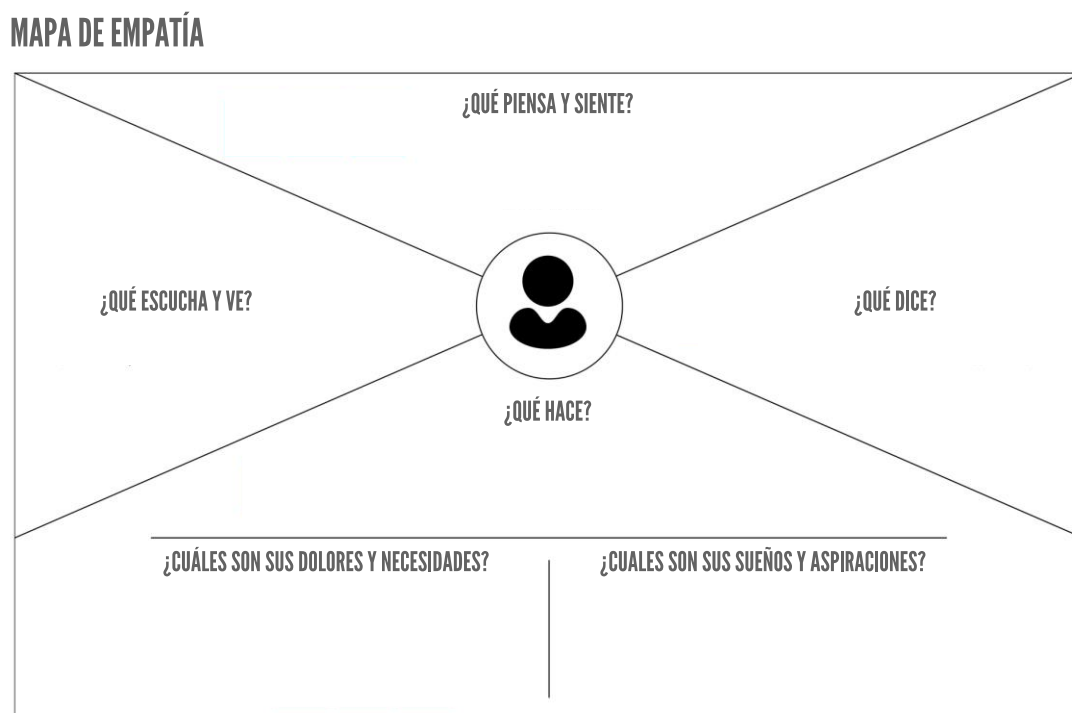 MAPA DE EMPATÍA
¿QUÉ PIENSA Y SIENTE?
¿QUÉ ESCUCHA Y VE?
¿QUÉ DICE?
¿QUÉ HACE?
¿CUÁLES SON SUS DOLORES Y NECESIDADES?
¿CUALES SON SUS SUEÑOS Y ASPIRACIONES?